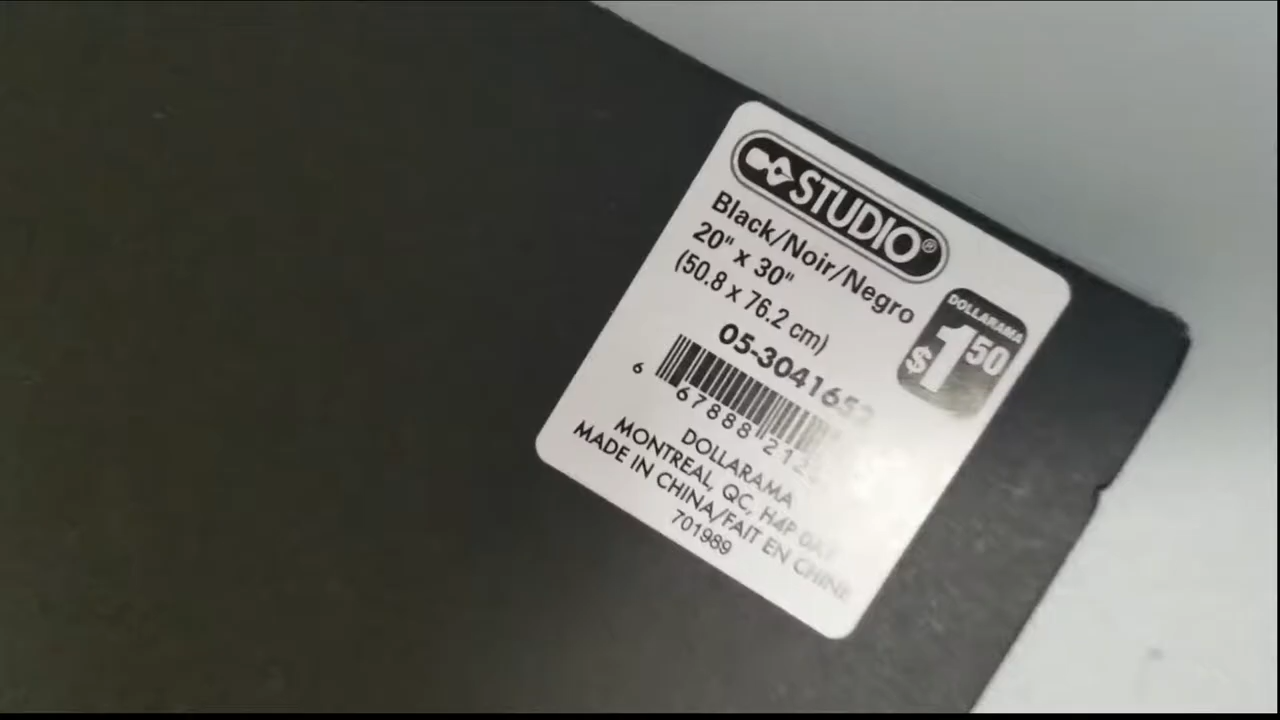 STUDIO®
Black/Noir/Negro
20" x 30"
(50.8 x 76.2 cm)
DOLLARAMA
$1.50
05-3041652
6 67888 212
DOLLARAMA
MONTREAL, QC, H4P
MADE IN CHINA/FAIT EN CHINE
701989